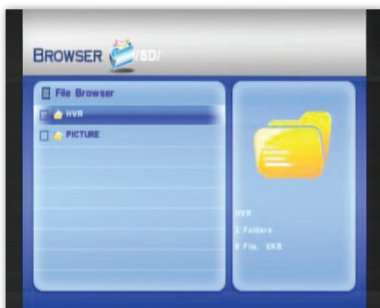 BROWSER /SD/
File Browser
HVR
PICTURE
HVR
2 Folders
0 File, 0KB